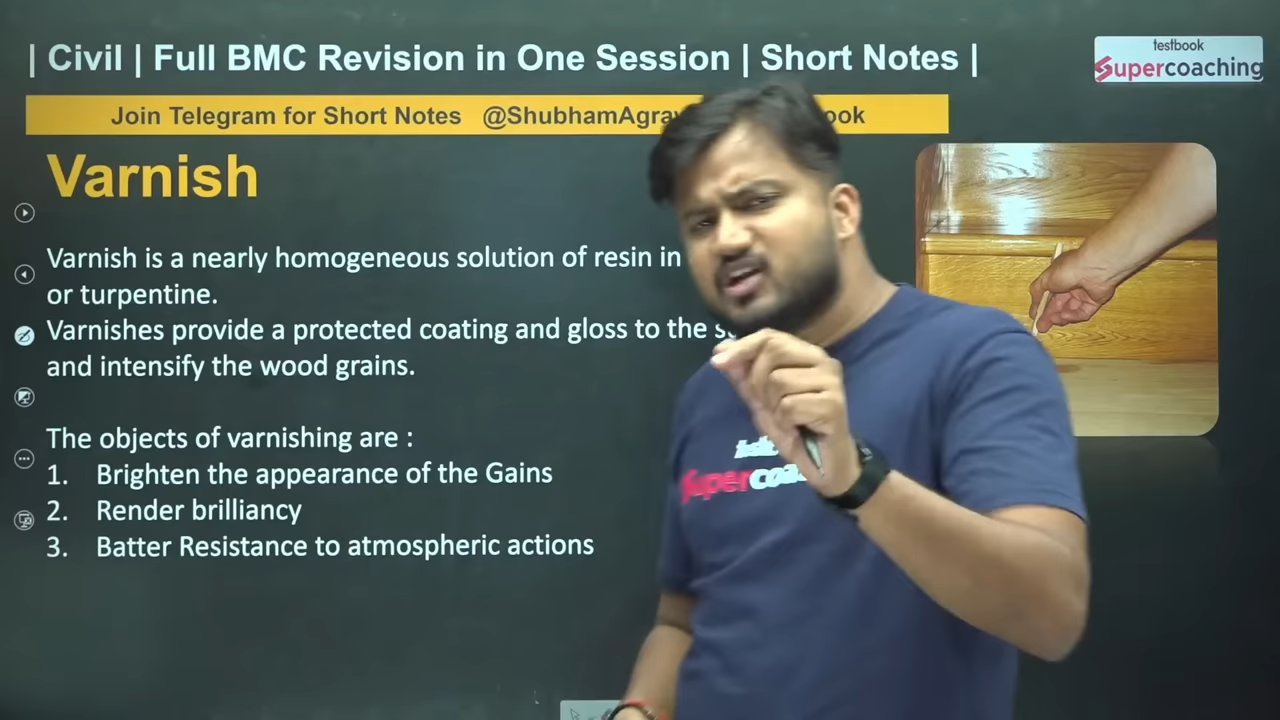 | Civil | Full BMC Revision in One Session | Short Notes |
testbook
Supercoaching
Join Telegram for Short Notes @ShubhamAgra ok
Varnish
Varnish is a nearly homogeneous solution of resin in
or turpentine.
Varnishes provide a protected coating and gloss to the
and intensify the wood grains.
The objects of varnishing are :
1. Brighten the appearance of the Gains
2. Render brilliancy
3. Batter Resistance to atmospheric actions